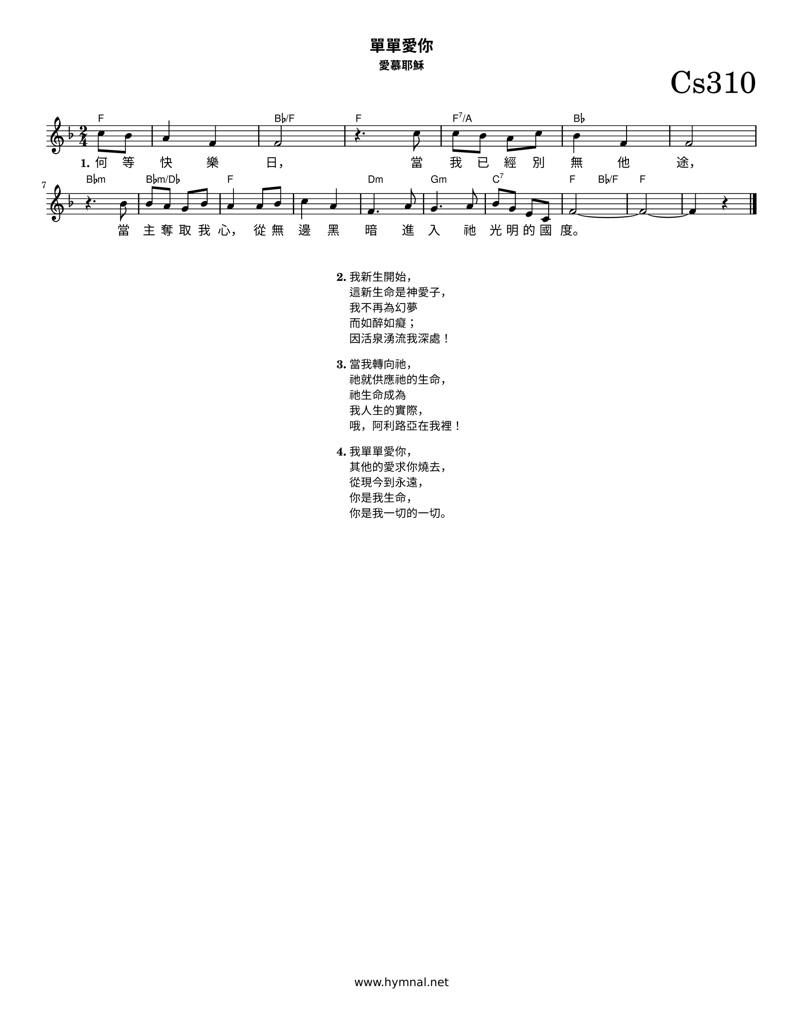 單單愛你
愛慕耶穌
Cs310
F B♭/F F F7/A B♭
2
4
1. 何 等 快 樂 日， 當 我 已 經 別 無 他 途，
7
B♭m B♭m/D♭ F Dm Gm C7 F B♭/F F
當 主 奪 取 我 心， 從 無 邊 黑 暗 進 入 祂 光 明 的 國 度。
2. 我新生開始，
這新生命是神愛子，
我不再為幻夢
而如醉如癡；
因活泉湧流我深處！
3. 當我轉向祂，
祂就供應祂的生命，
祂生命成為
我人生的實際，
哦，阿利路亞在我裡！
4. 我單單愛你，
其他的愛求你燒去，
從現今到永遠，
你是我生命，
你是我一切的一切。
www.hymnal.net